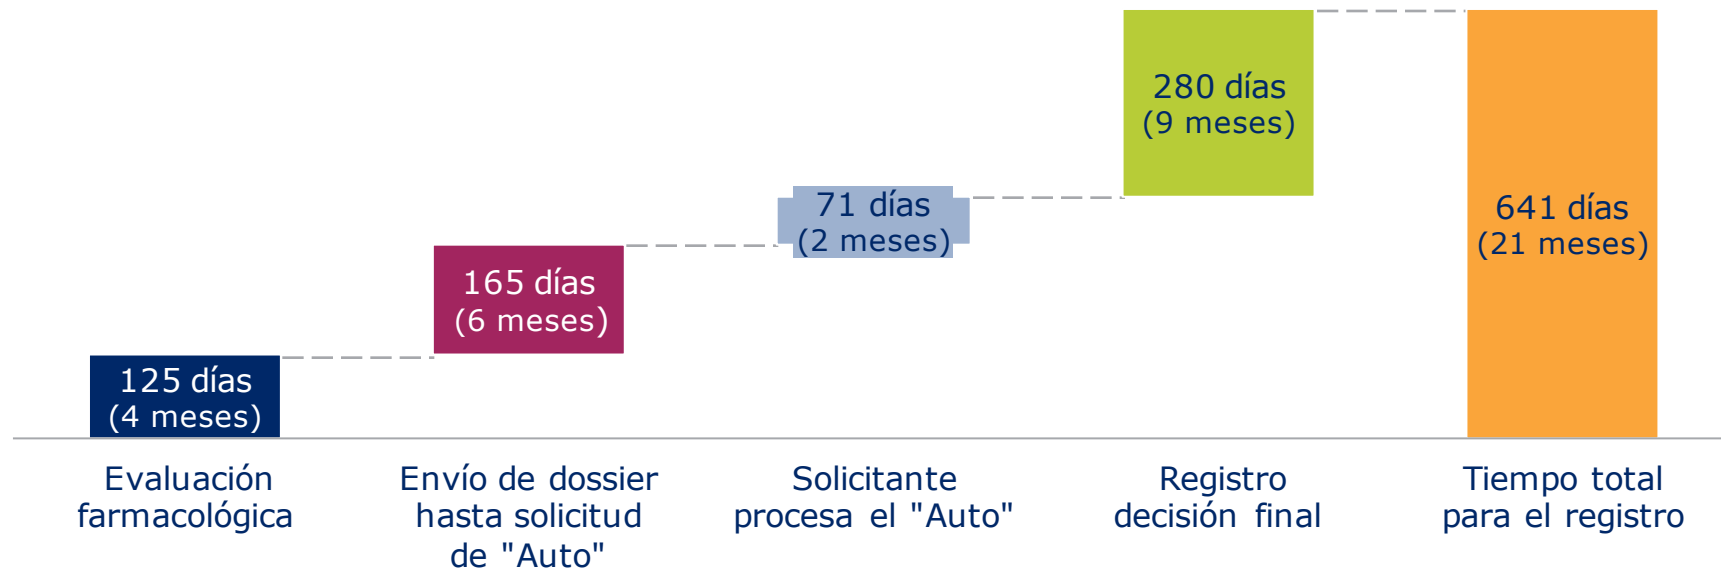 280 días
(9 meses)
71 días
(2 meses)
641 días
(21 meses)
165 días
(6 meses)
125 días
(4 meses)
Evaluación
farmacológica
Envío de dossier
hasta solicitud
de "Auto"
Solicitante
procesa el "Auto"
Registro
decisión final
Tiempo total
para el registro